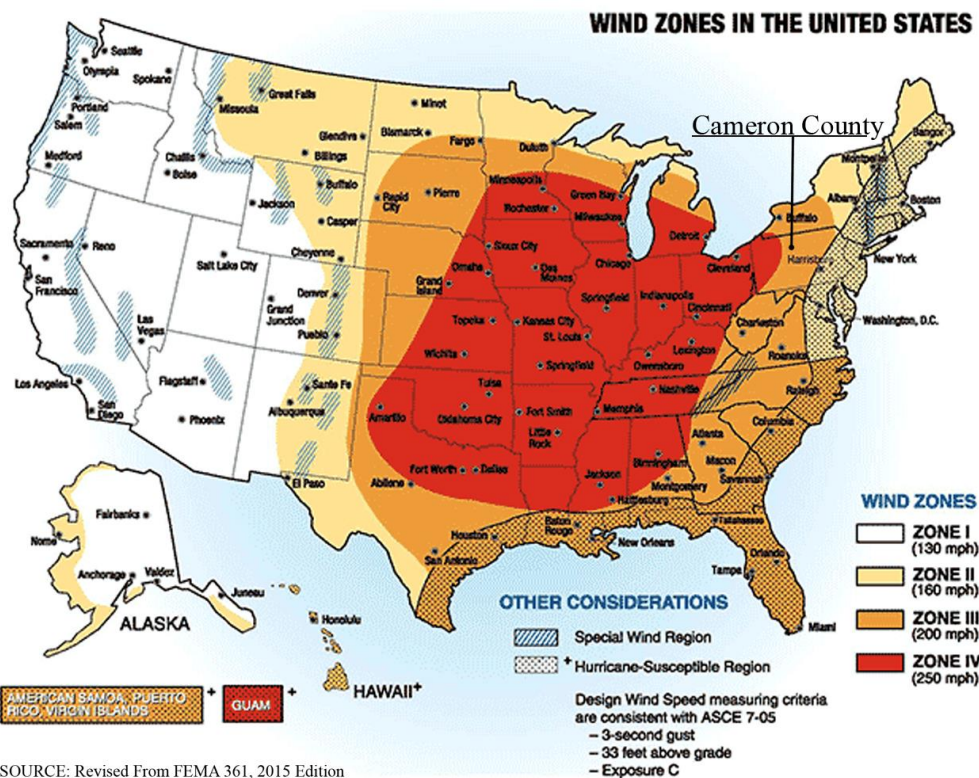 WIND ZONES IN THE UNITED STATES
Cameron County
Seattle
Olympia
Spokane
Portland
Salem
Medford
Missoula
Great Falls
Challis
Boise
Glendive
Billings
Buffalo
Jackson
Casper
Cheyenne
Minot
Bismarck
Fargo
Duluth
Rapid
City
Pierre
Minneapolis
Rochester
Green Bay
Milwaukee
Detroit
Buffalo
Albany
Montpelier
Bangor
Boston
New York
Harrisburg
Washington, D.C.
Sacramento
Reno
San
Francisco
Salt Lake City
Las
Vegas
Grand
Junction
Denver
Pueblo
Grand
Island
Sioux City
Omaha
Des
Moines
Chicago
Cleveland
Springfield
Indianapolis
Cincinnati
Topeka
Kansas City
St. Louis
Charleston
Lexington
Owensboro
Roanoke
Raleigh
Los Angeles
San
Diego
Flagstaff
Phoenix
Sante Fe
Albuquerque
El Paso
Wichita
Springfield
Tulsa
Amarillo
Oklahoma City
Fort Smith
Little
Rock
Memphis
Nashville
Columbia
Atlanta
Macon
Savannah
Birmingham
Montgomery
Jackson
Hattiesburg
Fort Worth
Dallas
Abilene
Houston
San Antonio
Baton
Rouge
New Orleans
Tallahassee
Orlando
Tampa
Miami
Fairbanks
Nome
Anchorage
Valdez
Juneau
ALASKA
Honolulu
HAWAII+
WIND ZONES
ZONE I
(130 mph)
ZONE II
(160 mph)
ZONE III
(200 mph)
ZONE IV
(250 mph)
OTHER CONSIDERATIONS
Special Wind Region
+ Hurricane-Susceptible Region
Design Wind Speed measuring criteria
are consistent with ASCE 7-05
– 3-second gust
– 33 feet above grade
– Exposure C
AMERICAN SAMOA, PUERTO
RICO, VIRGIN ISLANDS
+
GUAM
+
SOURCE: Revised From FEMA 361, 2015 Edition